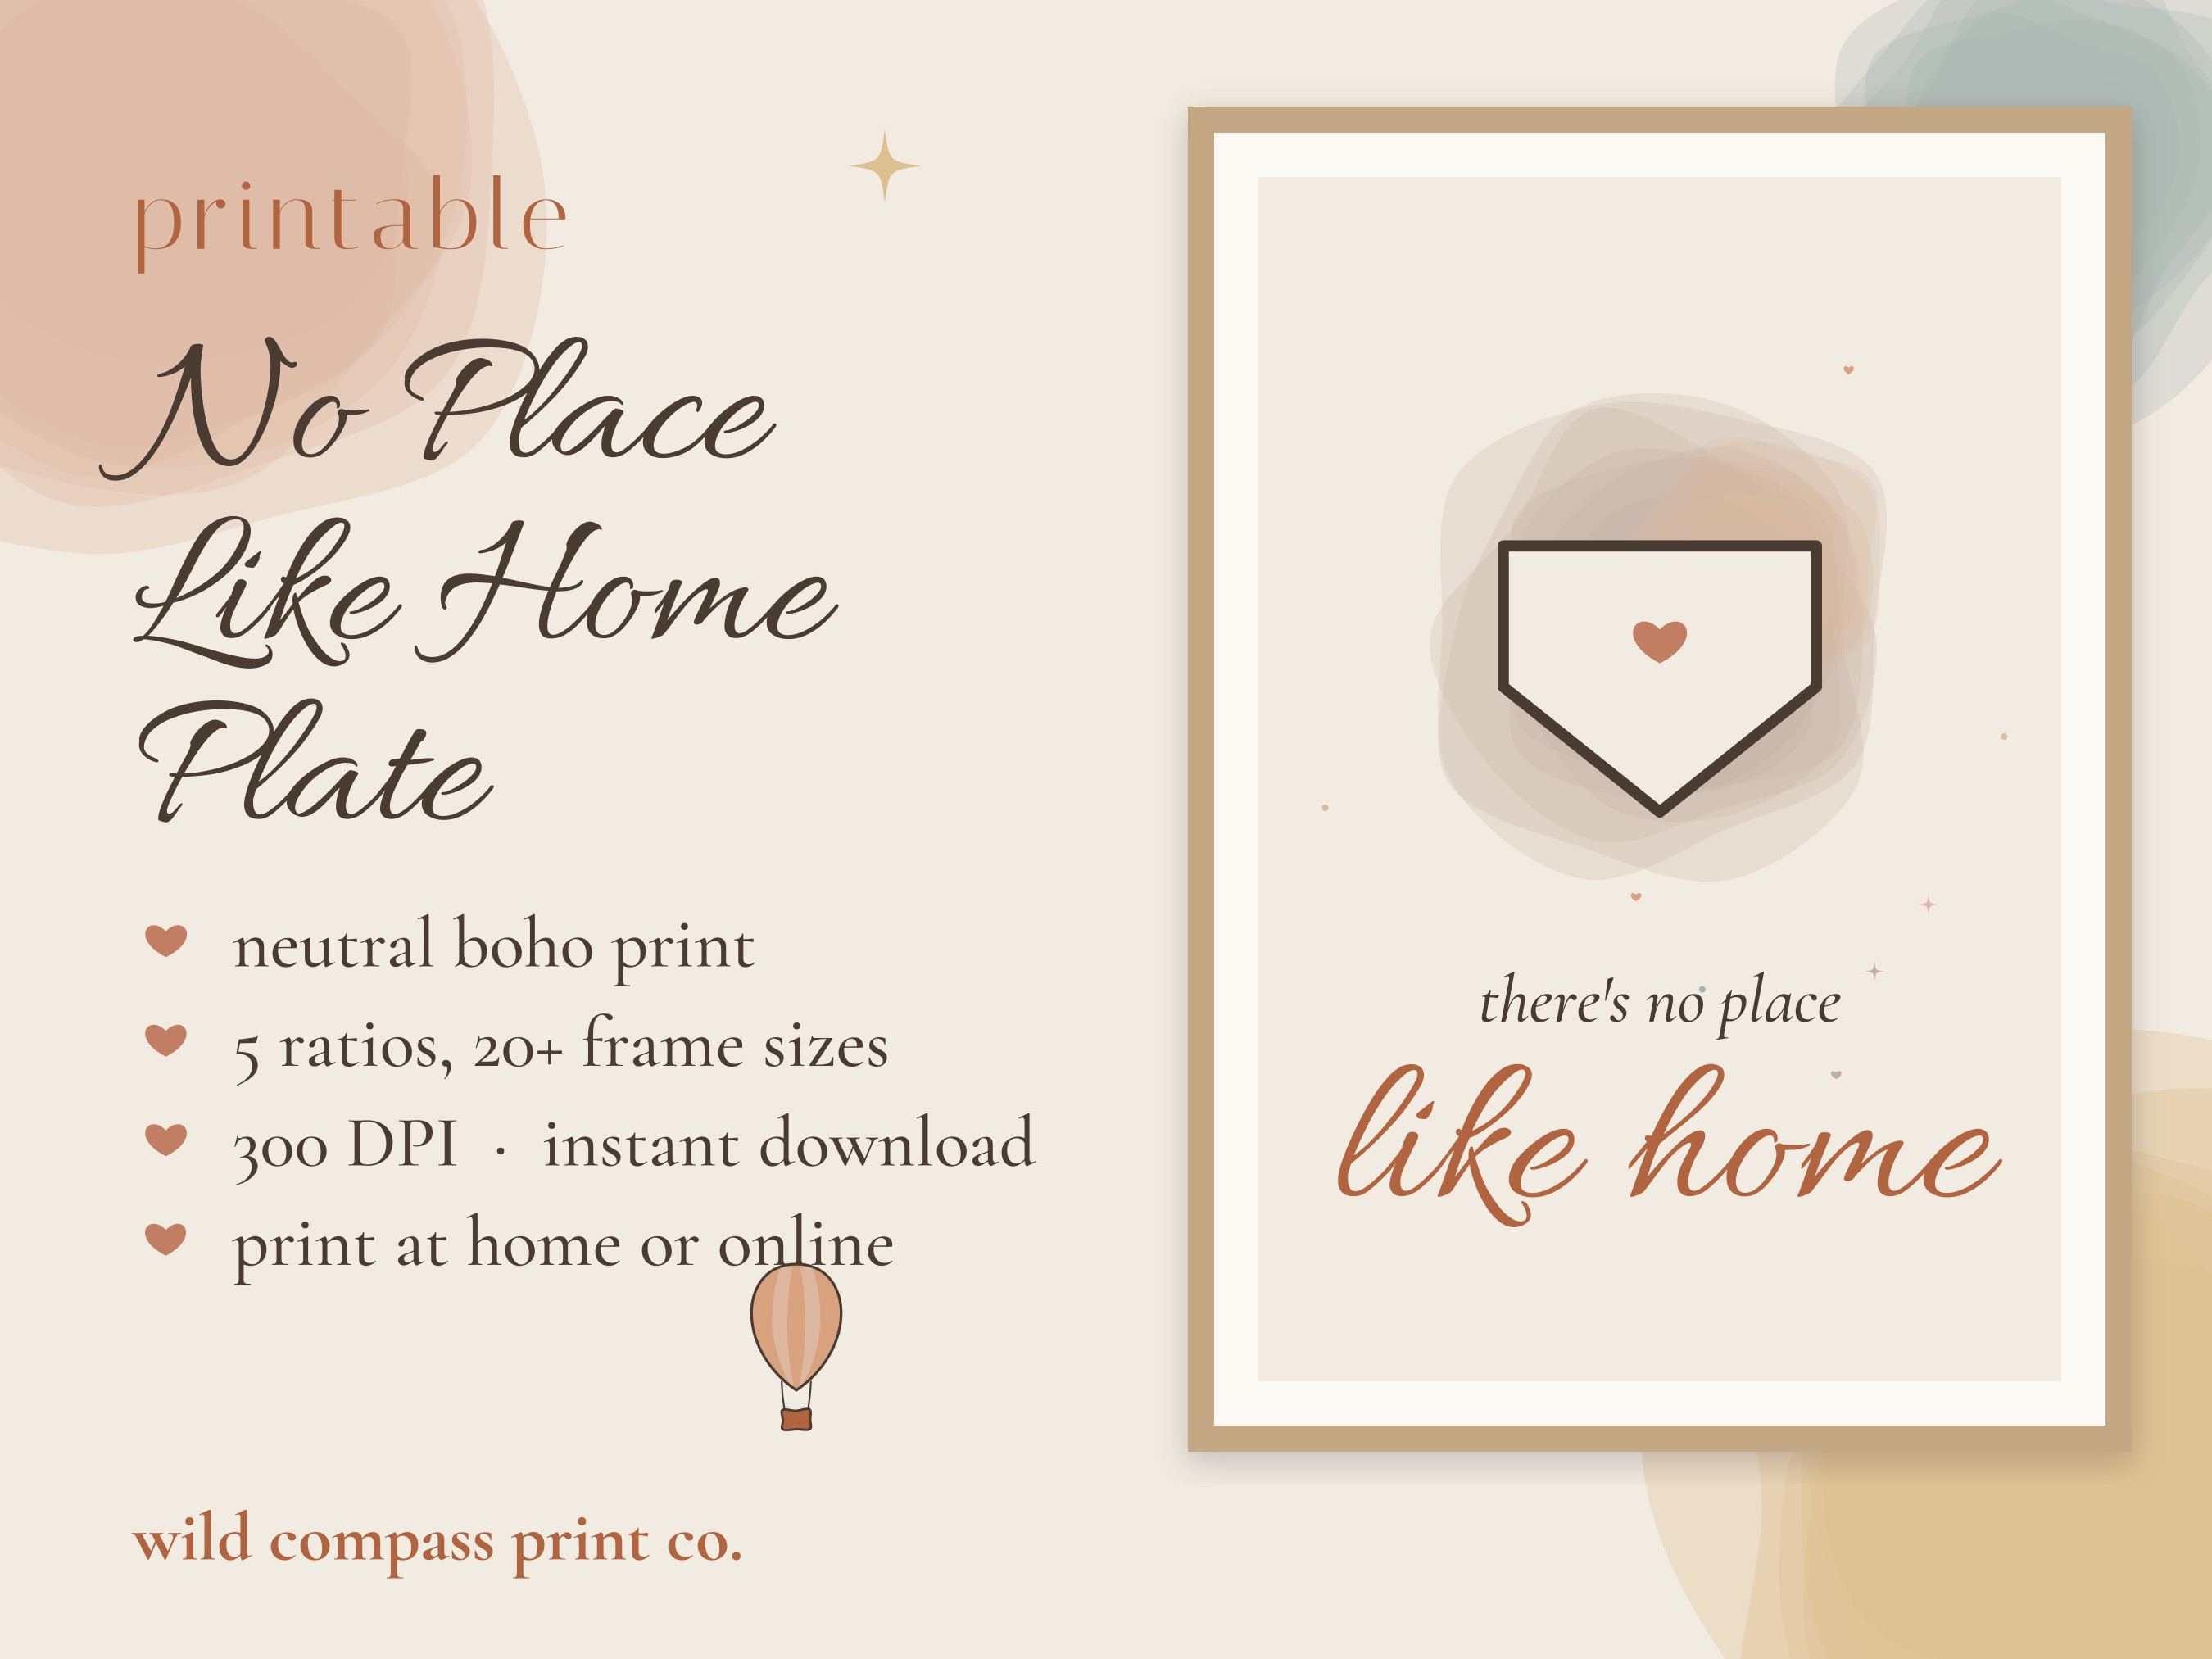 printable
No Place
Like Home
Plate
neutral boho print
5 ratios, 20+ frame sizes
300 DPI · instant download
print at home or online
wild compass print co.
there's no place
like home